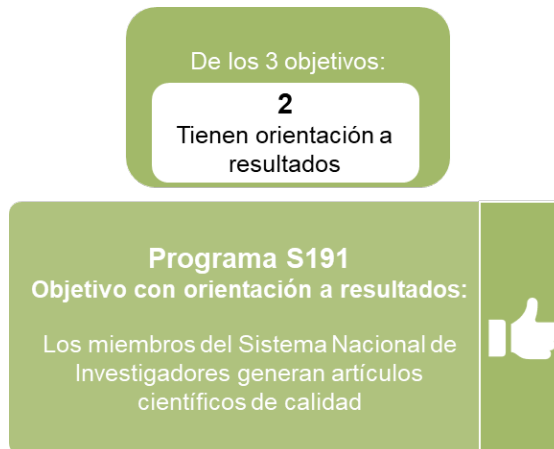 De los 3 objetivos:
2
Tienen orientación a
resultados
Programa S191
Objetivo con orientación a resultados:
Los miembros del Sistema Nacional de
Investigadores generan artículos
científicos de calidad